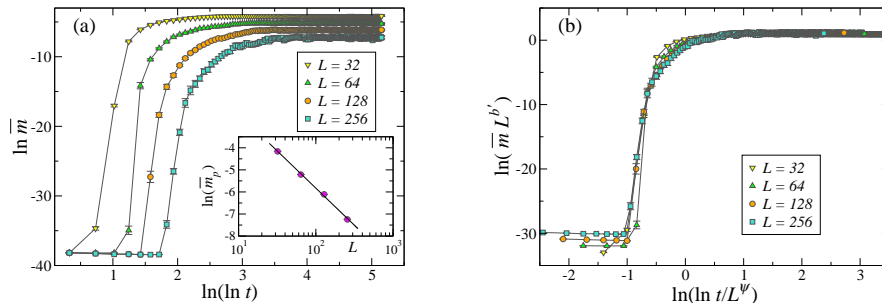 (a)
ln m̅
-10
-20
-30
-40
L = 32
L = 64
L = 128
L = 256
ln(m̅ₚ)
-4
-5
-6
-7
-8
10¹ 10² L 10³
1 2 3 4 5
ln(ln t)
(b)
ln(m̅ L^b′)
0
-10
-20
-30
L = 32
L = 64
L = 128
L = 256
-2 -1 0 1 2 3
ln(ln t/L^ψ)